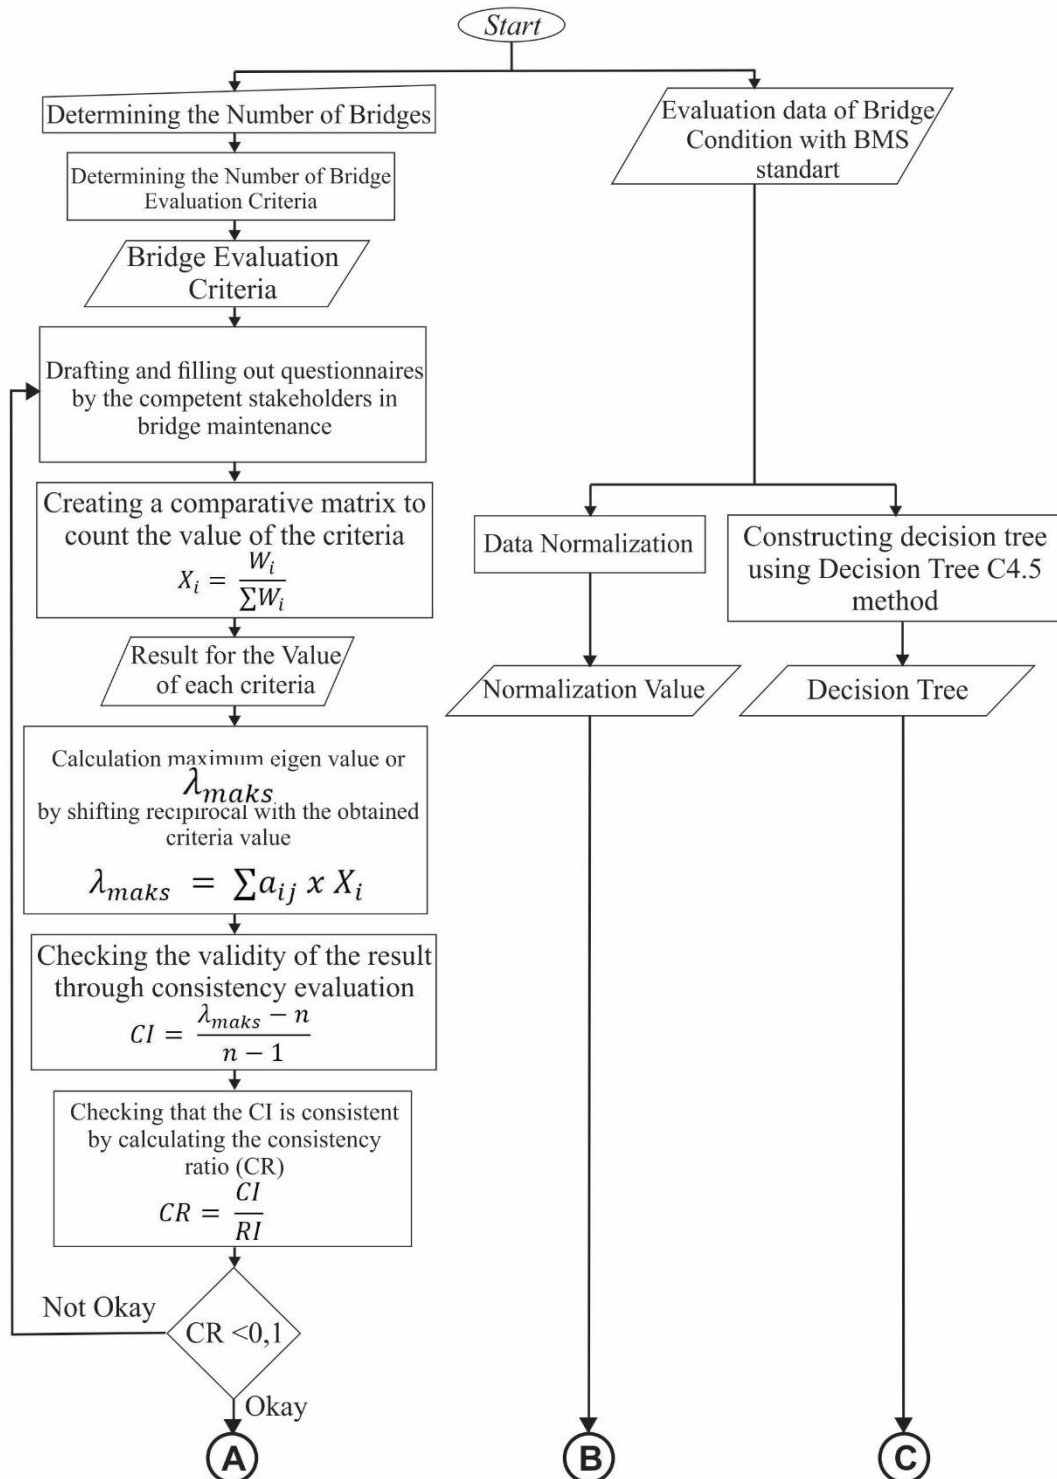 Start
Determining the Number of Bridges
Determining the Number of Bridge
Evaluation Criteria
Bridge Evaluation
Criteria
Drafting and filling out questionnaires
by the competent stakeholders in
bridge maintenance
Creating a comparative matrix to
count the value of the criteria
X_i = W_i / ∑W_i
Result for the Value
of each criteria
Calculation maximum eigen value or
λ_maks
by shifting recipirocal with the obtained
criteria value
λ_maks = ∑a_ij x X_i
Checking the validity of the result
through consistency evaluation
CI = (λ_maks − n) / (n − 1)
Checking that the CI is consistent
by calculating the consistency
ratio (CR)
CR = CI / RI
CR <0,1
Not Okay
Okay
A
Evaluation data of Bridge
Condition with BMS
standart
Data Normalization
Normalization Value
B
Constructing decision tree
using Decision Tree C4.5
method
Decision Tree
C